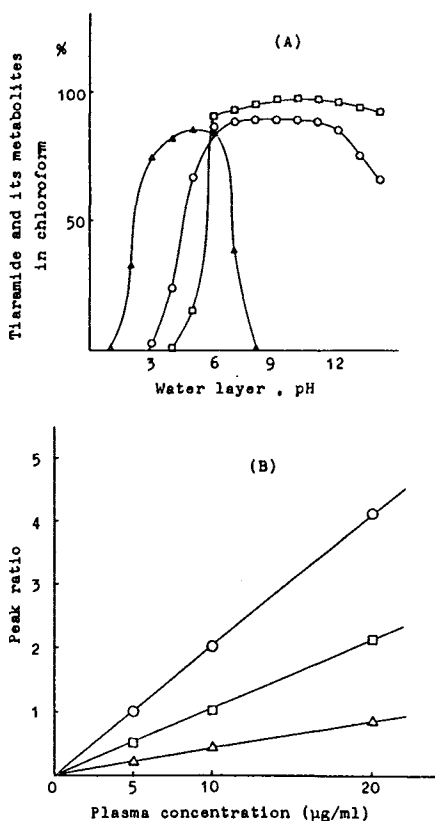 %
(A)
100
50
Tiaramide and its metabolites
in chloroform
3 6 9 12
Water layer , pH
(B)
5
4
3
2
1
0
Peak ratio
5 10 20
Plasma concentration (µg/ml)